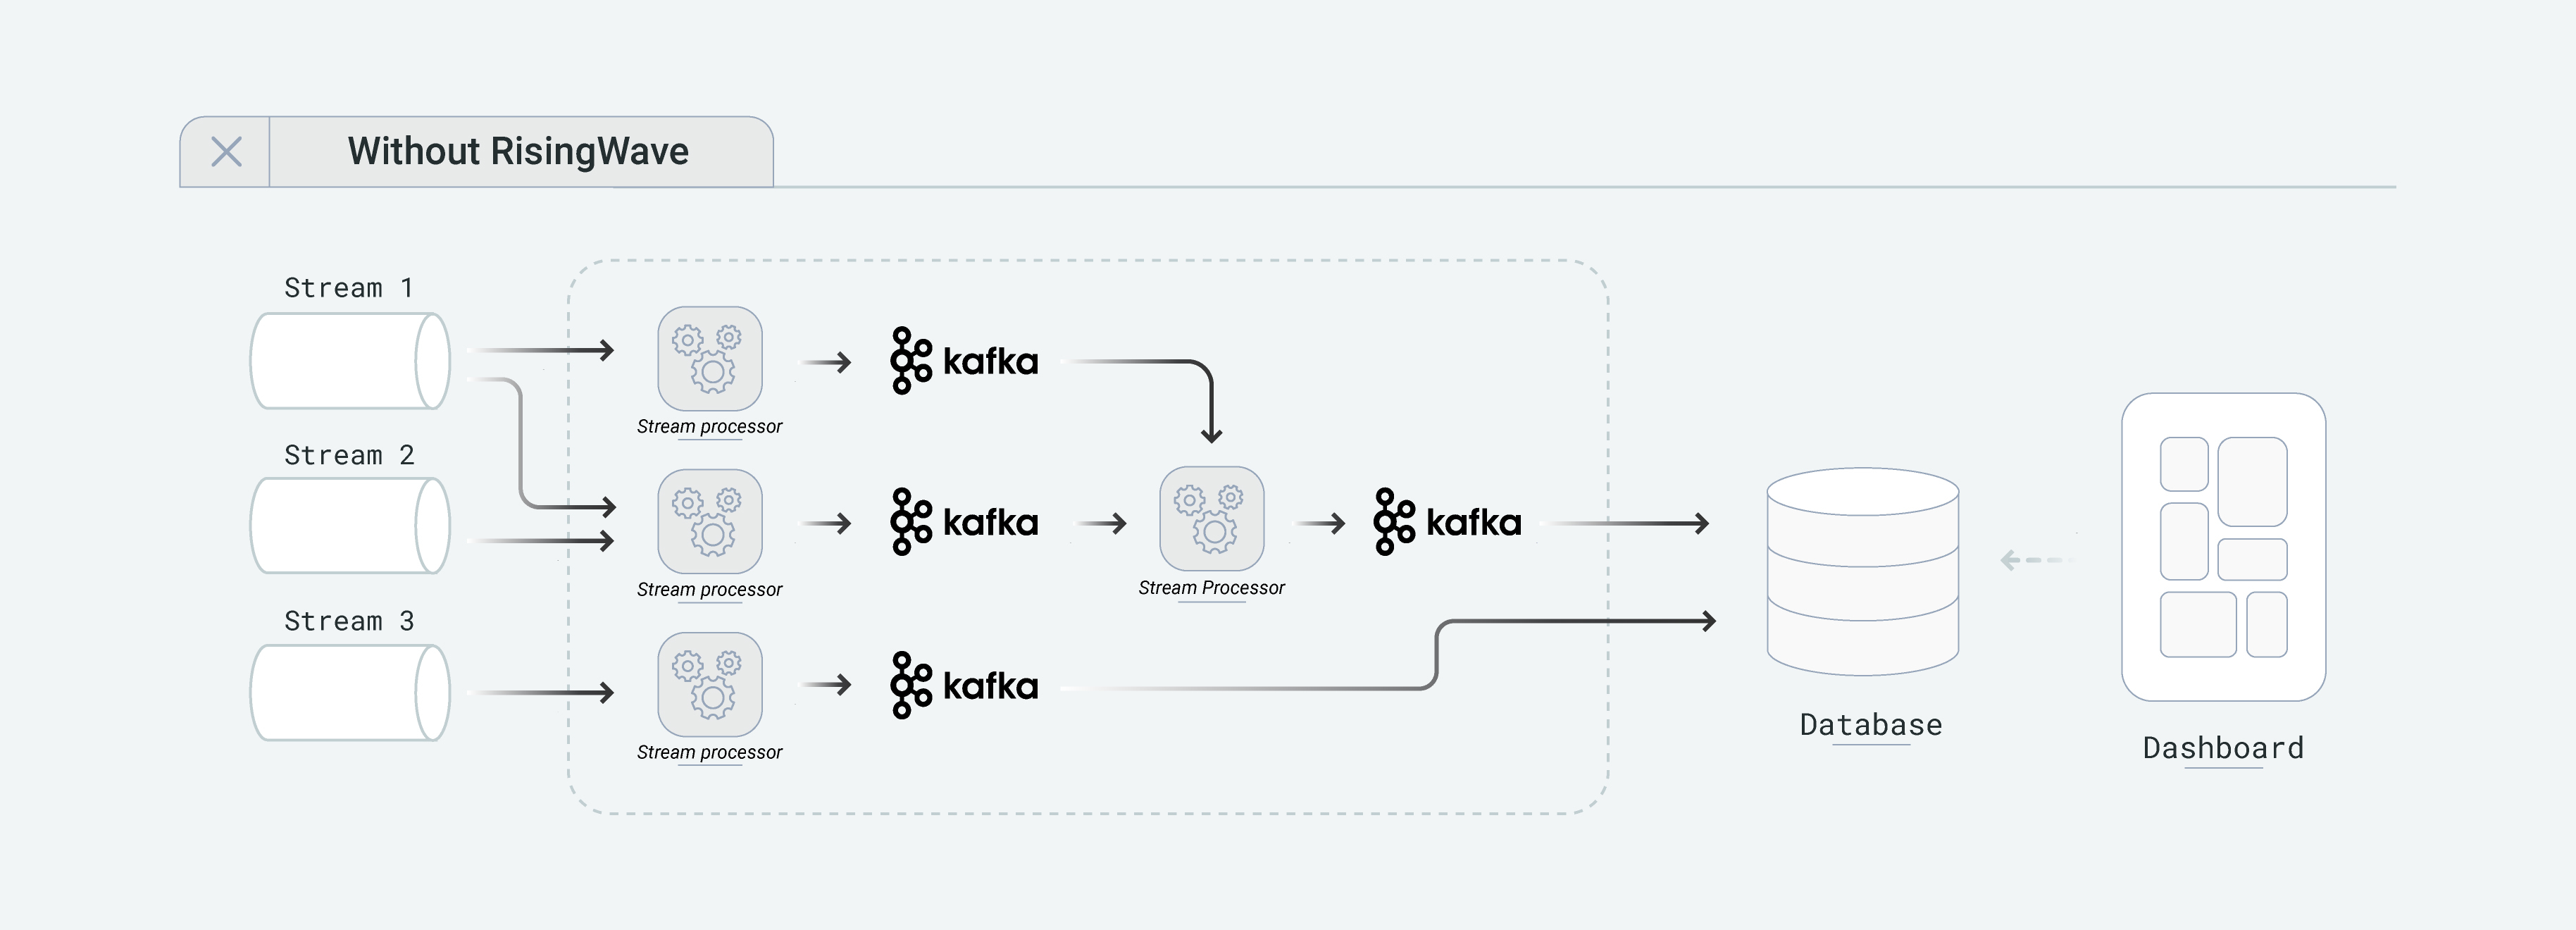 Without RisingWave
Stream 1
Stream processor
kafka
Stream 2
Stream processor
kafka
Stream Processor
kafka
Stream 3
Stream processor
kafka
Database
Dashboard